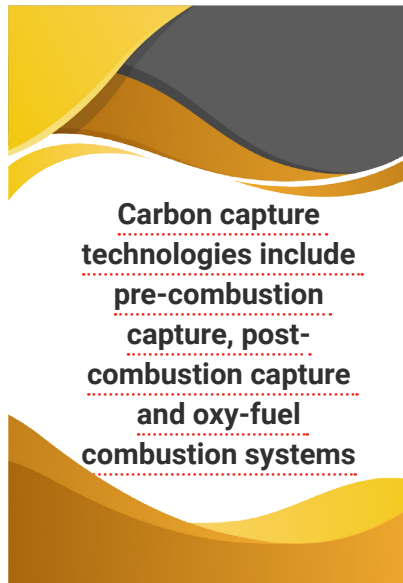 Carbon capture
technologies include
pre-combustion
capture, post-
combustion capture
and oxy-fuel
combustion systems